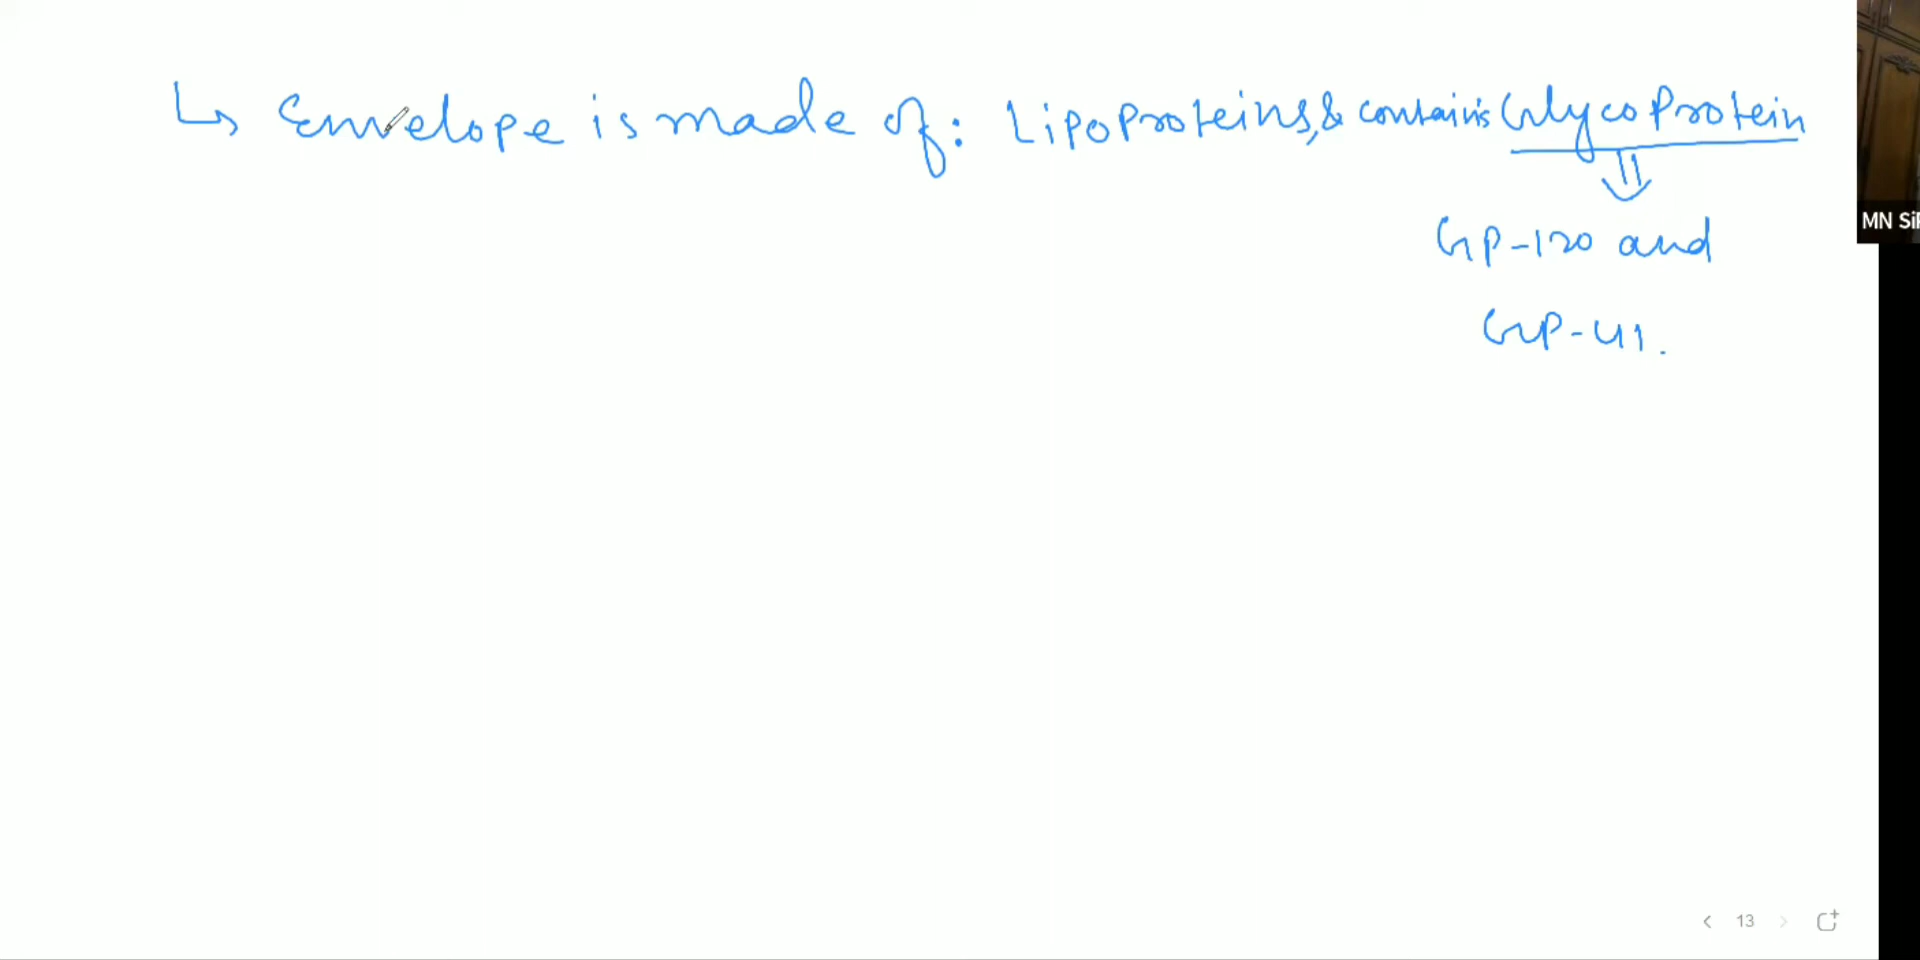 ↳ Envelope is made of: Lipoproteins, & contains Glycoprotein
⇓
GP-120 and
GP-41.
MN Si
13